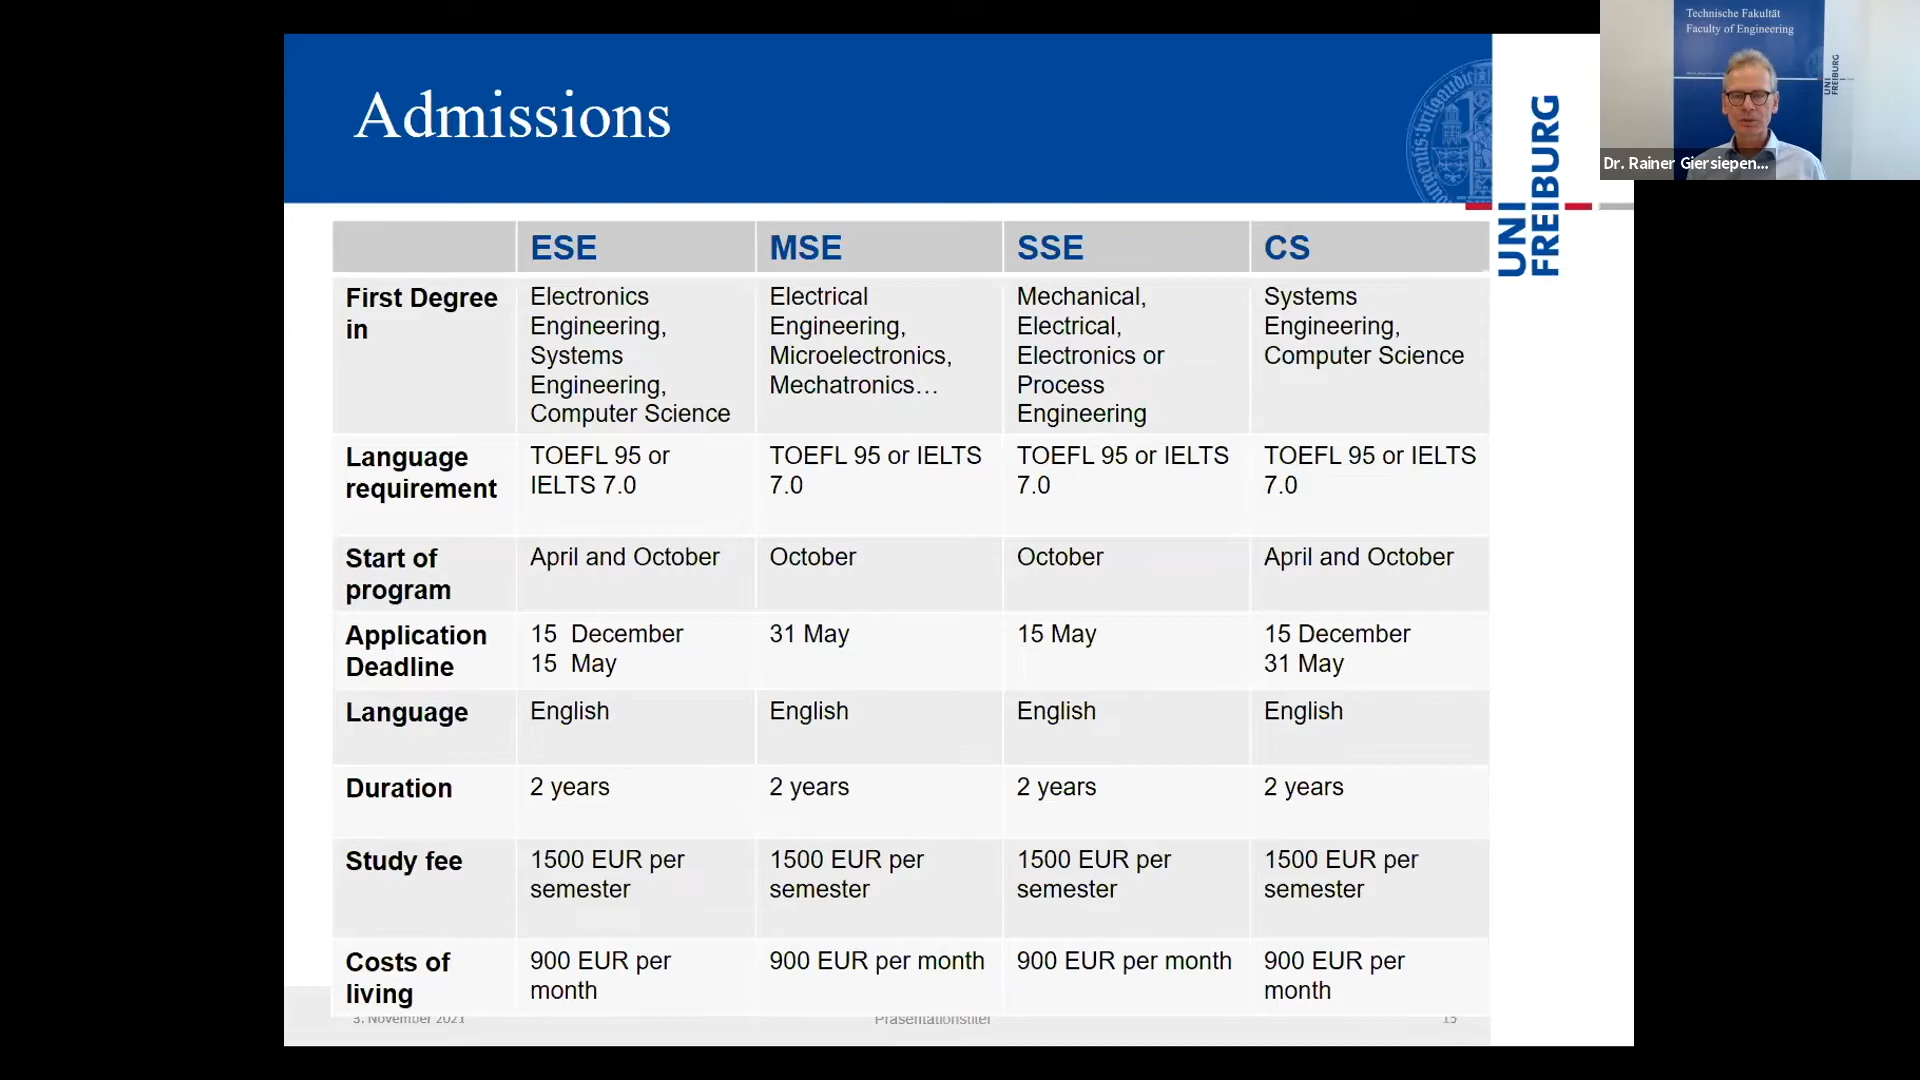 Technische Fakultät
Faculty of Engineering
UNI
FREIBURG
Dr. Rainer Giersiepen...
Admissions
UNI
FREIBURG
ESE MSE SSE CS
First Degree
in
Electronics
Engineering,
Systems
Engineering,
Computer Science
Electrical
Engineering,
Microelectronics,
Mechatronics…
Mechanical,
Electrical,
Electronics or
Process
Engineering
Systems
Engineering,
Computer Science
Language
requirement
TOEFL 95 or
IELTS 7.0
TOEFL 95 or IELTS
7.0
TOEFL 95 or IELTS
7.0
TOEFL 95 or IELTS
7.0
Start of
program
April and October
October
October
April and October
Application
Deadline
15 December
15 May
31 May
15 May
15 December
31 May
Language
English
English
English
English
Duration
2 years
2 years
2 years
2 years
Study fee
1500 EUR per
semester
1500 EUR per
semester
1500 EUR per
semester
1500 EUR per
semester
Costs of
living
900 EUR per
month
900 EUR per month
900 EUR per month
900 EUR per
month
3. November 2021
Präsentationstitel